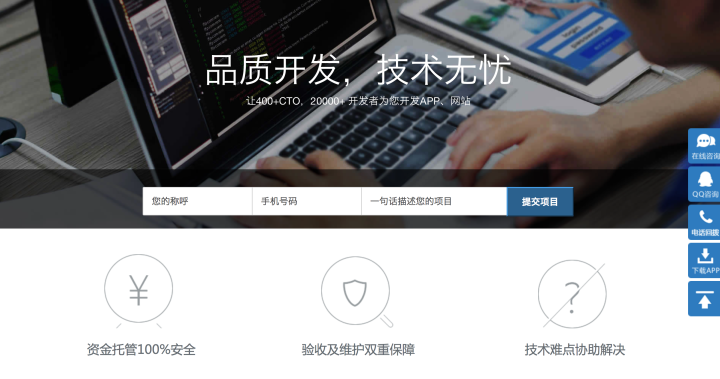 品质开发，技术无忧
让400+CTO，20000+ 开发者为您开发APP、网站
您的称呼
手机号码
一句话描述您的项目
提交项目
在线咨询
QQ咨询
电话回拨
下载APP
资金托管100%安全
验收及维护双重保障
技术难点协助解决